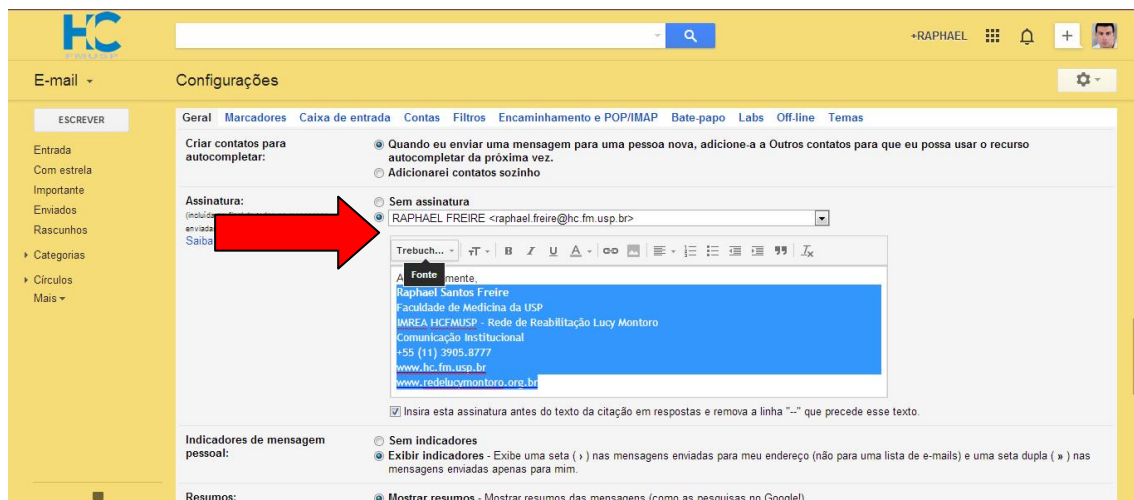 HC
FMUSP
+RAPHAEL
E-mail
Configurações
ESCREVER
Entrada
Com estrela
Importante
Enviados
Rascunhos
Categorias
Círculos
Mais
Geral Marcadores Caixa de entrada Contas Filtros Encaminhamento e POP/IMAP Bate-papo Labs Off-line Temas
Criar contatos para
autocompletar:
Quando eu enviar uma mensagem para uma pessoa nova, adicione-a a Outros contatos para que eu possa usar o recurso
autocompletar da próxima vez.
Adicionarei contatos sozinho
Assinatura:
Saiba
Sem assinatura
RAPHAEL FREIRE <raphael.freire@hc.fm.usp.br>
Trebuch... B I U A
Fonte
Raphael Santos Freire
Faculdade de Medicina da USP
IMREA HCFMUSP - Rede de Reabilitação Lucy Montoro
Comunicação Institucional
+55 (11) 3905.8777
www.hc.fm.usp.br
www.redelucymontoro.org.br
Insira esta assinatura antes do texto da citação em respostas e remova a linha "--" que precede esse texto.
Indicadores de mensagem
pessoal:
Sem indicadores
Exibir indicadores - Exibe uma seta ( › ) nas mensagens enviadas para meu endereço (não para uma lista de e-mails) e uma seta dupla ( » ) nas
mensagens enviadas apenas para mim.
Resumos:
Mostrar resumos - Mostrar resumos das mensagens (como as pesquisas no Google!).